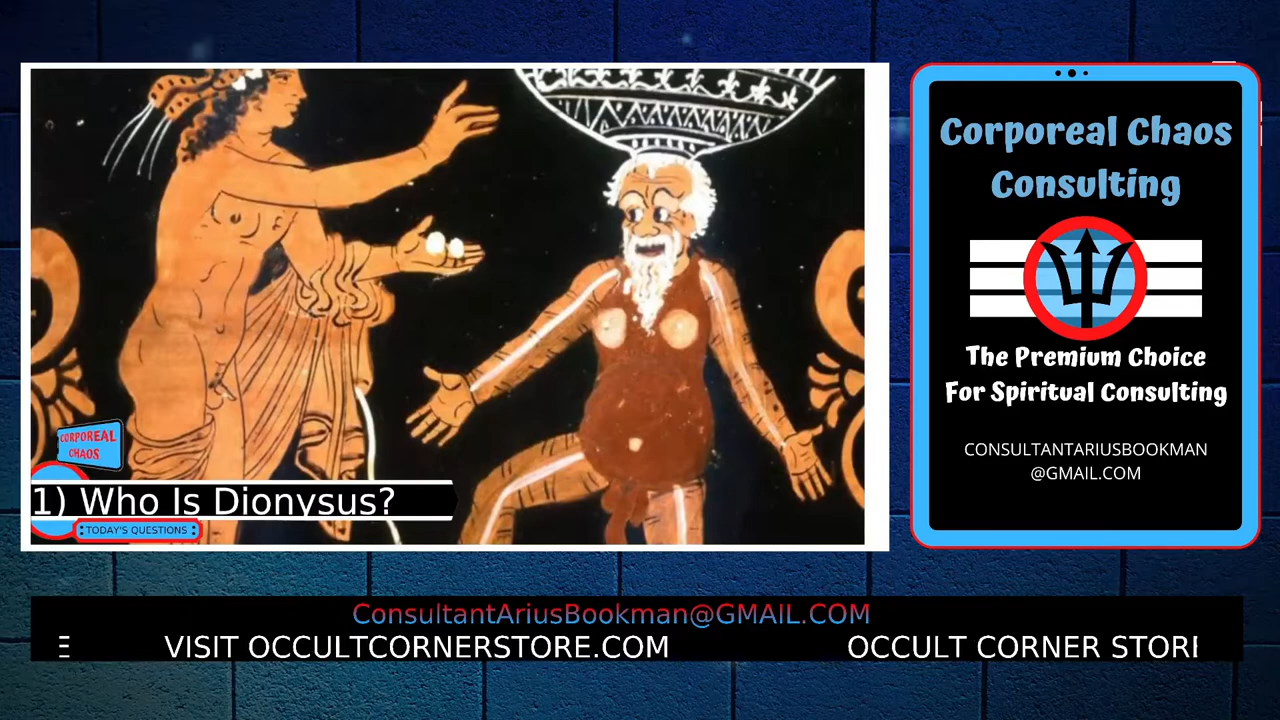 CORPOREAL
CHAOS
1) Who Is Dionysus?
TODAY'S QUESTIONS
Corporeal Chaos
Consulting
The Premium Choice
For Spiritual Consulting
CONSULTANTARIUSBOOKMAN
@GMAIL.COM
ConsultantAriusBookman@GMAIL.COM
VISIT OCCULTCORNERSTORE.COM OCCULT CORNER STORE